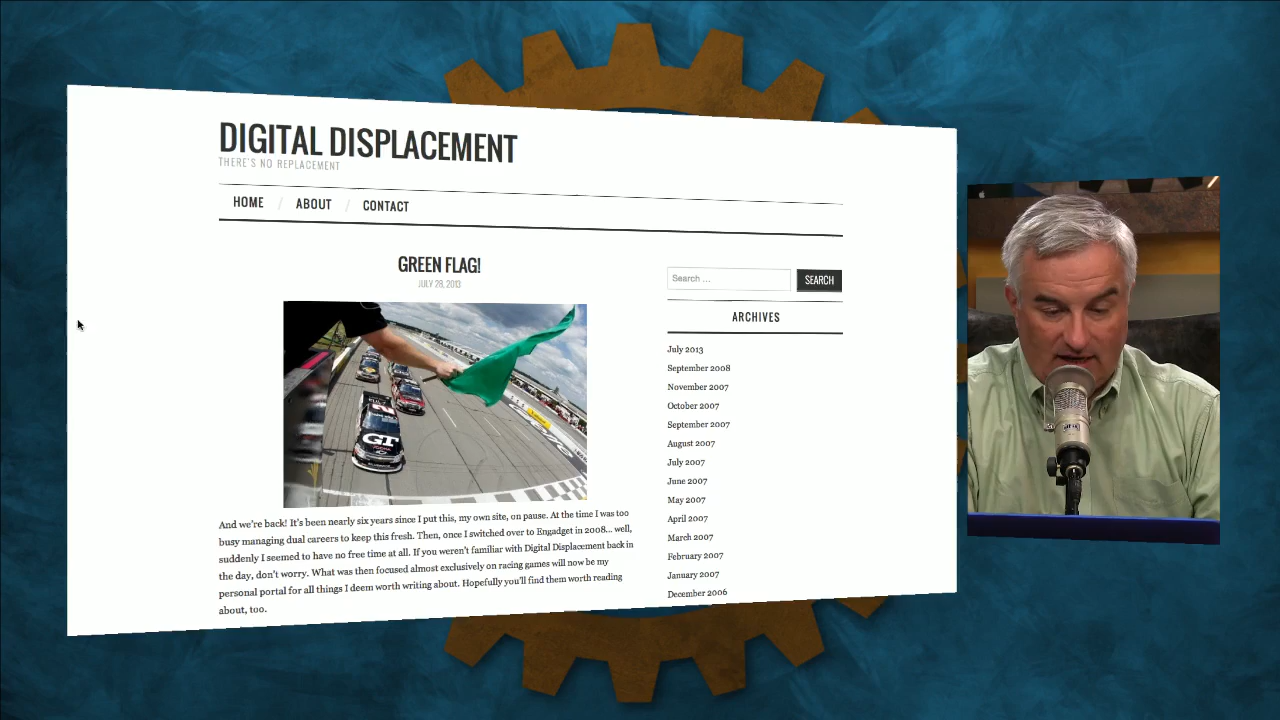 DIGITAL DISPLACEMENT
THERE'S NO REPLACEMENT
HOME / ABOUT / CONTACT
GREEN FLAG!
JULY 28, 2013
Search ...
SEARCH
GT
And we're back! It's been nearly six years since I put this, my own site, on pause. At the time I was too
busy managing dual careers to keep this fresh. Then, once I switched over to Engadget in 2008... well,
suddenly I seemed to have no free time at all. If you weren't familiar with Digital Displacement back in
the day, don't worry. What was then focused almost exclusively on racing games will now be my
personal portal for all things I deem worth writing about. Hopefully you'll find them worth reading
about, too.
ARCHIVES
July 2013
September 2008
November 2007
October 2007
September 2007
August 2007
July 2007
June 2007
May 2007
April 2007
March 2007
February 2007
January 2007
December 2006